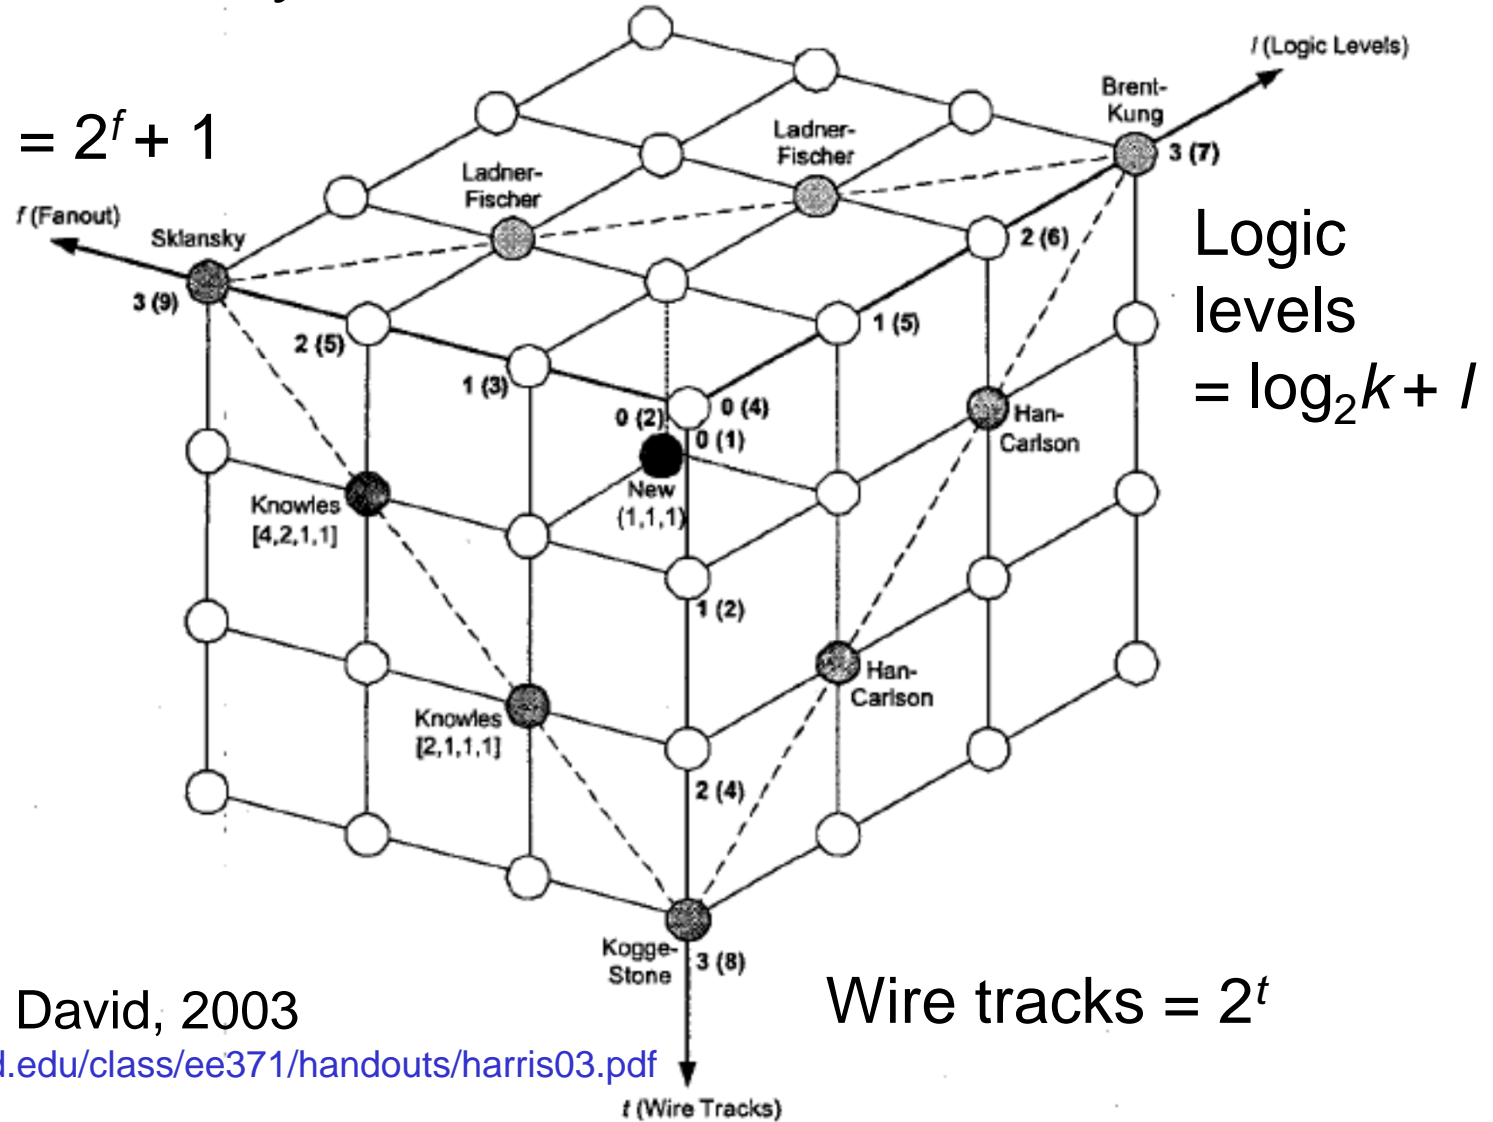 l (Logic Levels)
Brent-
Kung
3 (7)
= 2^f + 1
Ladner-
Fischer
Ladner-
Fischer
f (Fanout)
Sklansky
3 (9)
2 (6)
Logic
levels
= log₂k + l
2 (5)
1 (5)
1 (3)
0 (2)
0 (4)
0 (1)
Han-
Carlson
New
(1,1,1)
Knowles
[4,2,1,1]
1 (2)
Han-
Carlson
Knowles
[2,1,1,1]
2 (4)
Kogge-
Stone
3 (8)
Wire tracks = 2^t
David, 2003
.edu/class/ee371/handouts/harris03.pdf
t (Wire Tracks)